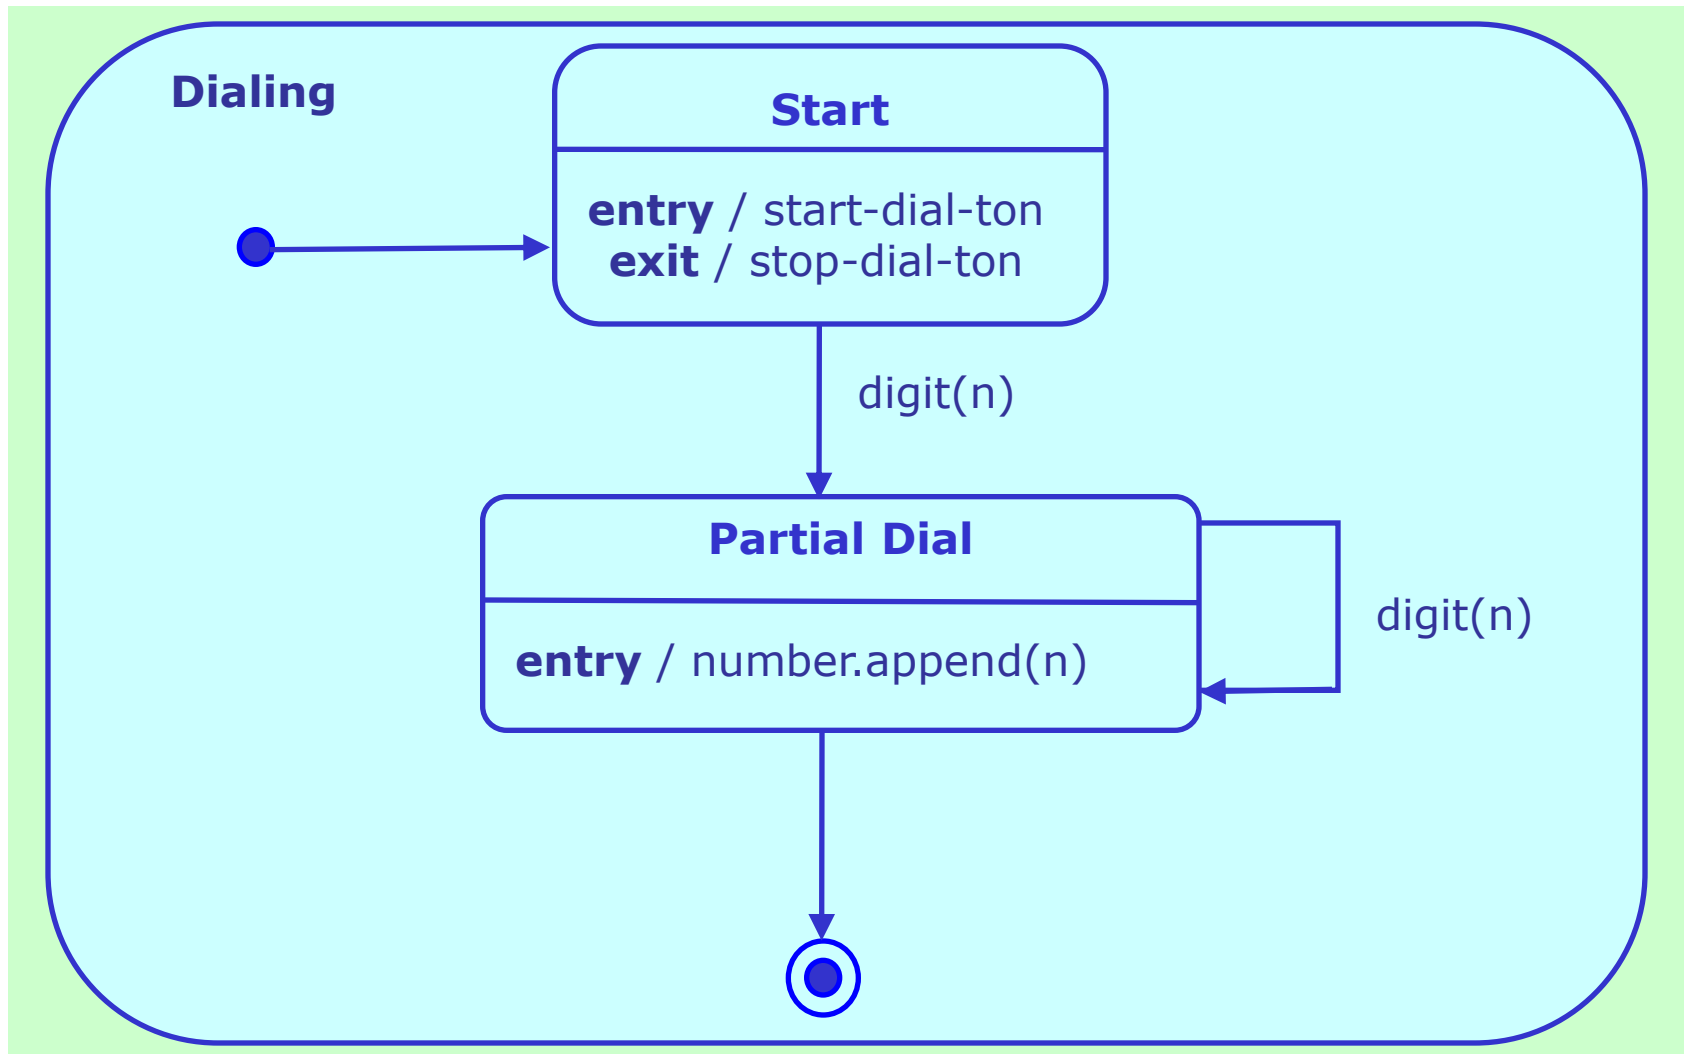 Dialing
Start
entry / start-dial-ton
exit / stop-dial-ton
digit(n)
Partial Dial
digit(n)
entry / number.append(n)